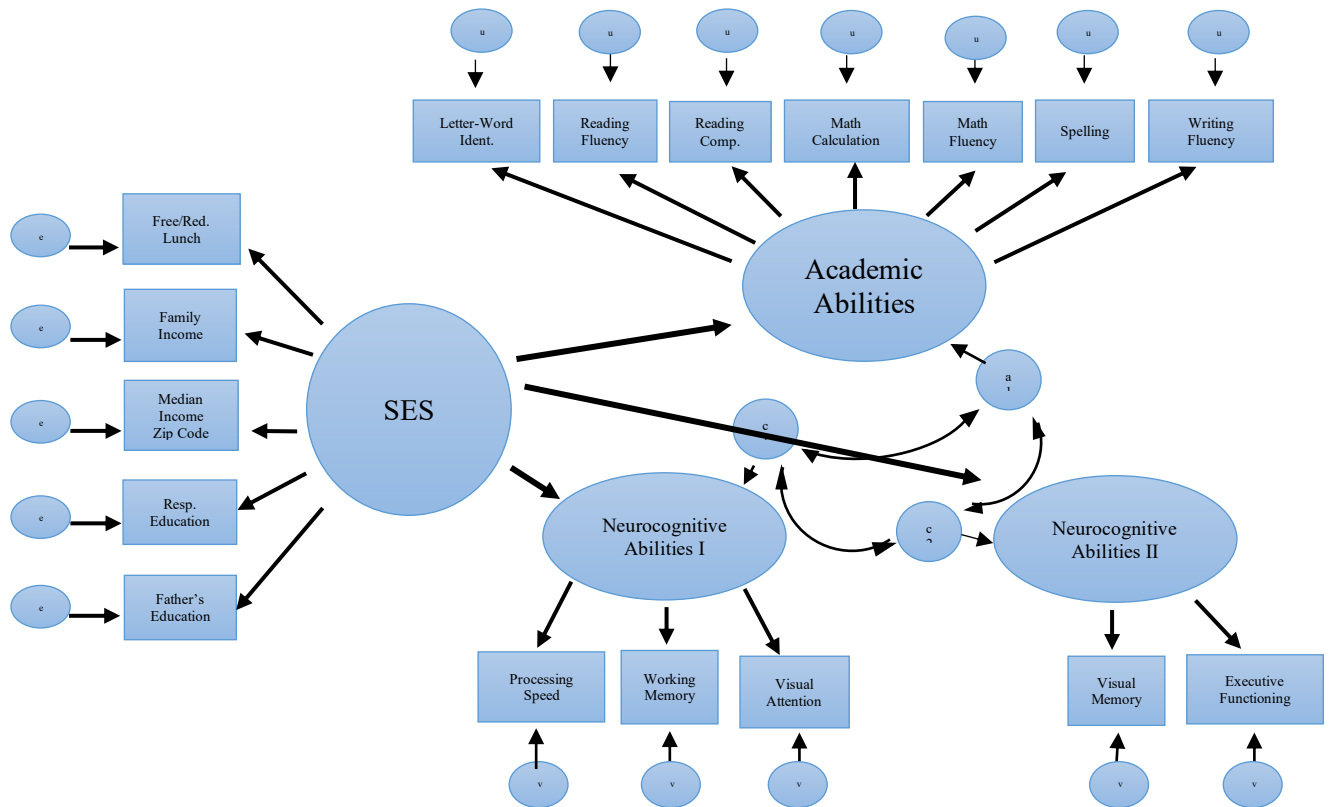 u u u u u u u
Letter-Word
Ident.
Reading
Fluency
Reading
Comp.
Math
Calculation
Math
Fluency
Spelling
Writing
Fluency
e
Free/Red.
Lunch
Academic
Abilities
e
Family
Income
a
e
Median
Income
Zip Code
SES
c
e
Resp.
Education
Neurocognitive
Abilities I
c
Neurocognitive
Abilities II
e
Father’s
Education
Processing
Speed
Working
Memory
Visual
Attention
Visual
Memory
Executive
Functioning
v v v v v